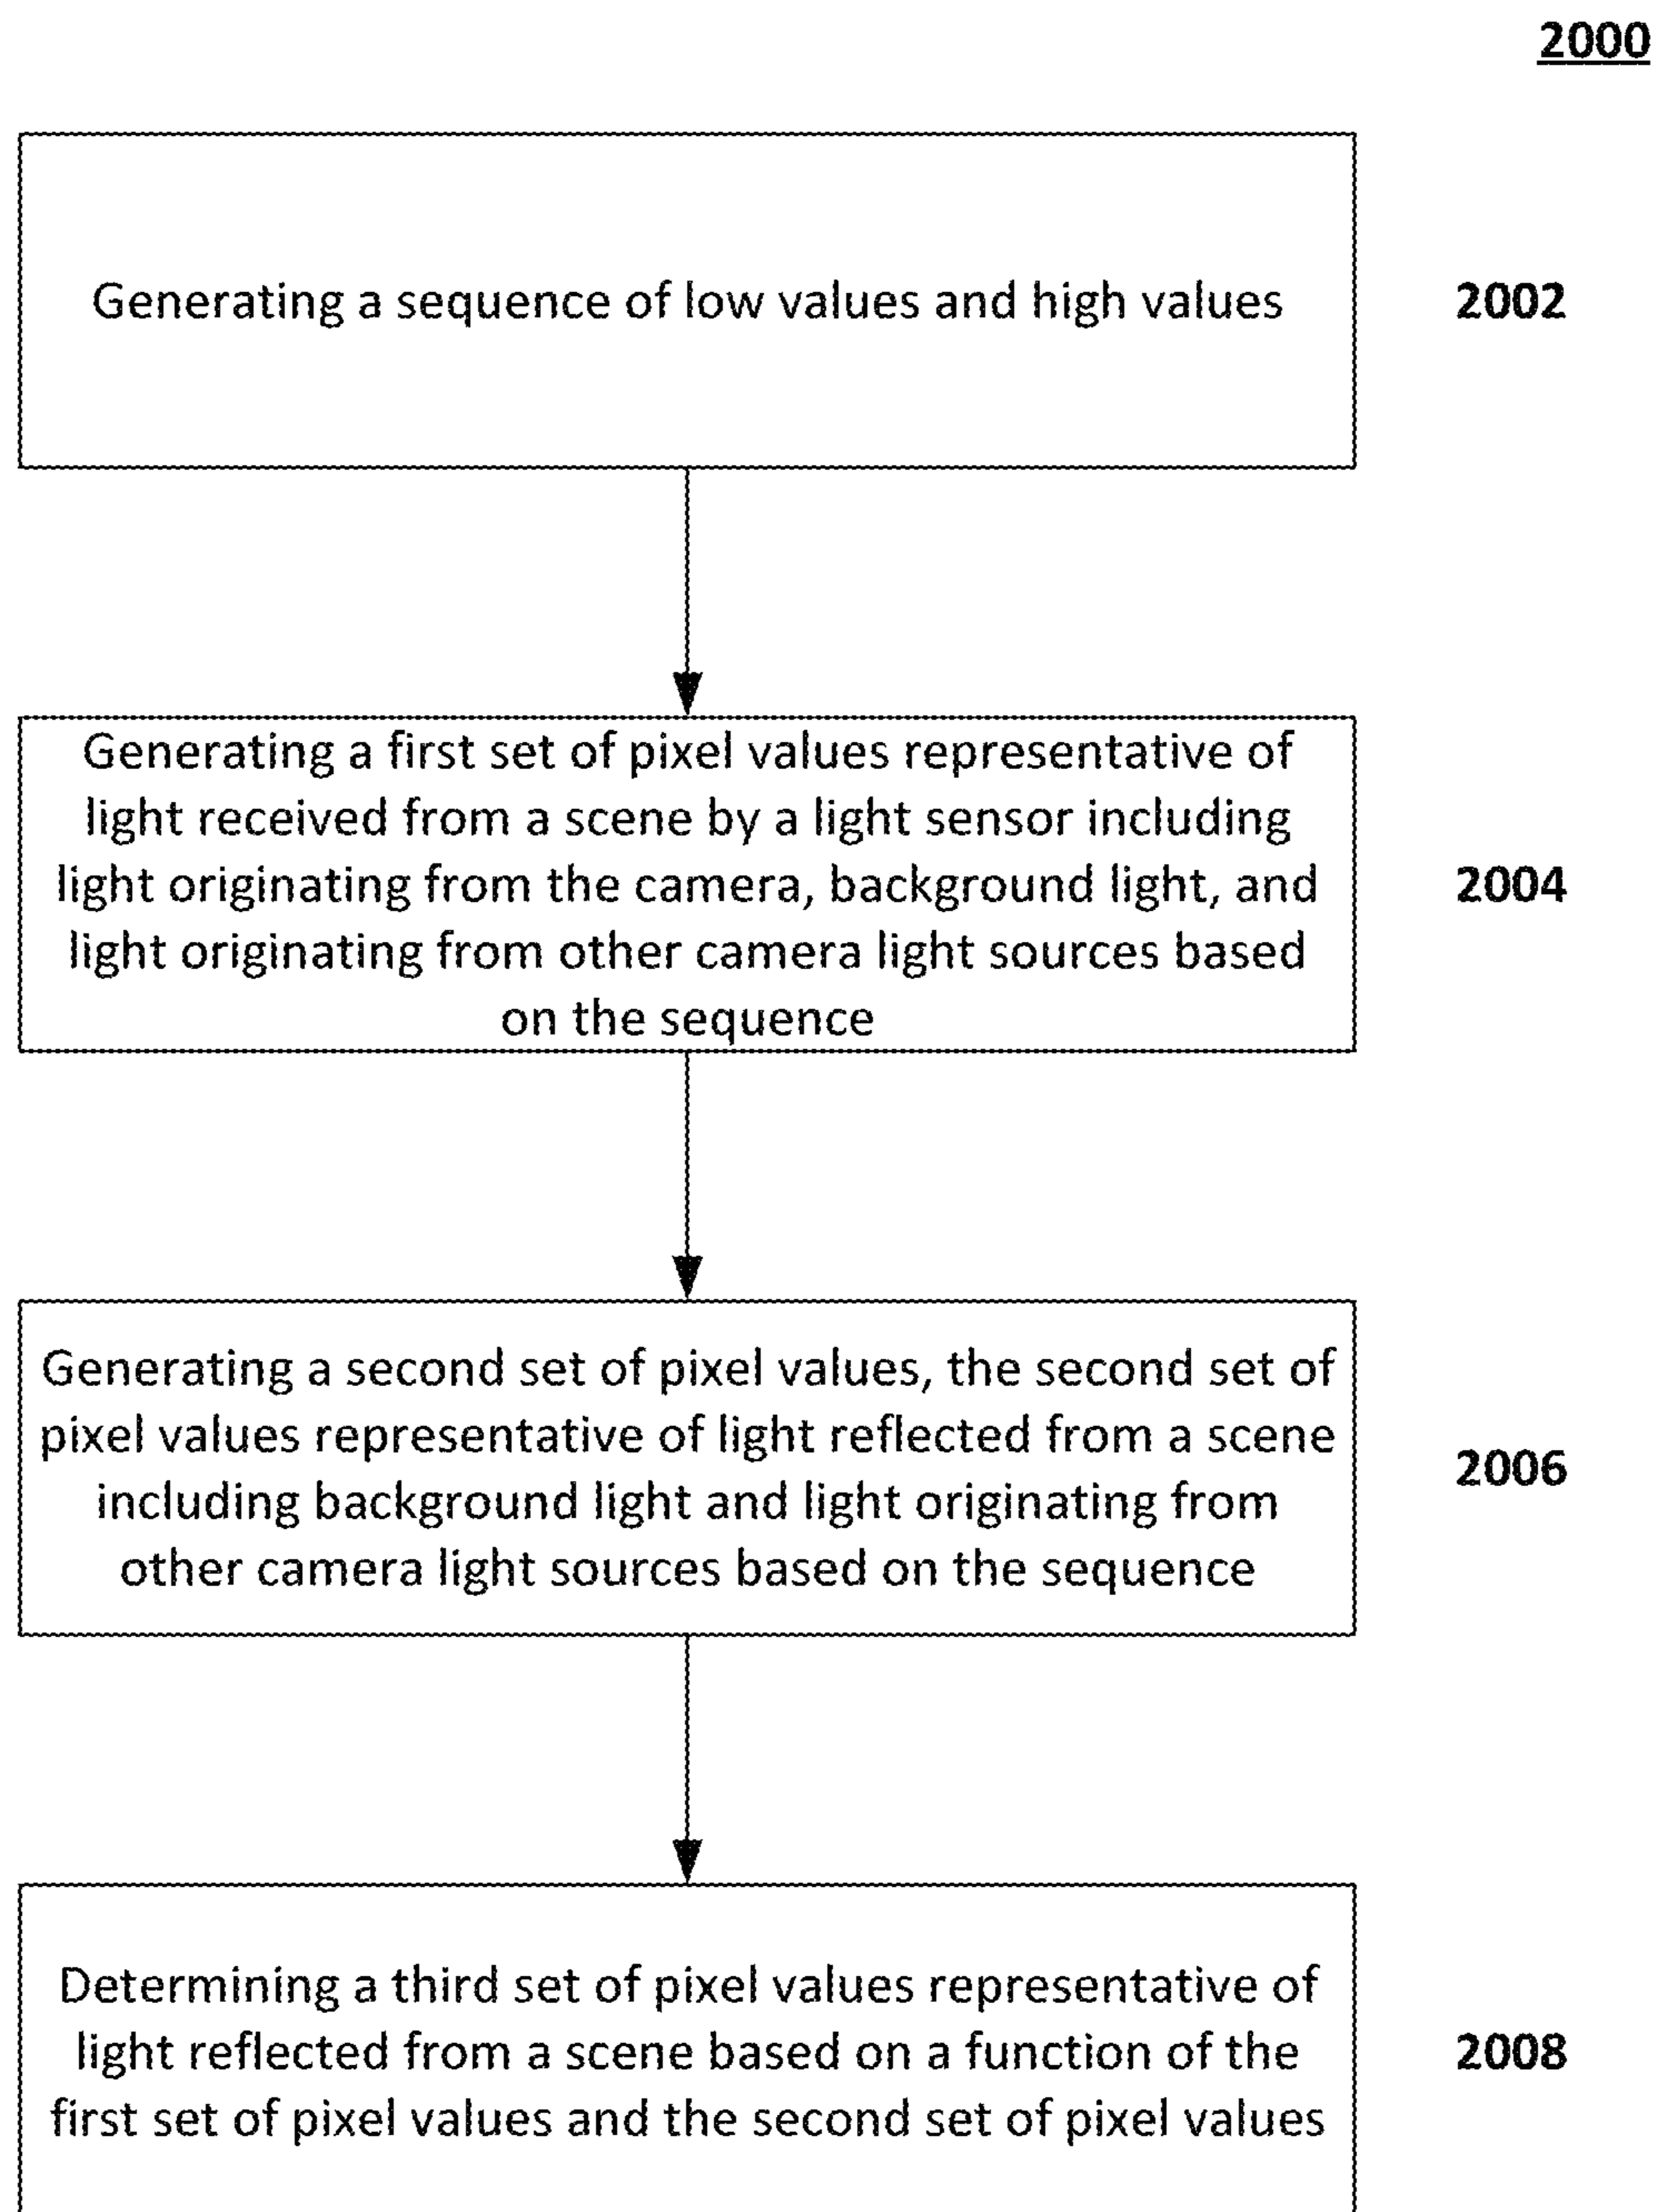 2000
Generating a sequence of low values and high values
2002
Generating a first set of pixel values representative of
light received from a scene by a light sensor including
light originating from the camera, background light, and
light originating from other camera light sources based
on the sequence
2004
Generating a second set of pixel values, the second set of
pixel values representative of light reflected from a scene
including background light and light originating from
other camera light sources based on the sequence
2006
Determining a third set of pixel values representative of
light reflected from a scene based on a function of the
first set of pixel values and the second set of pixel values
2008